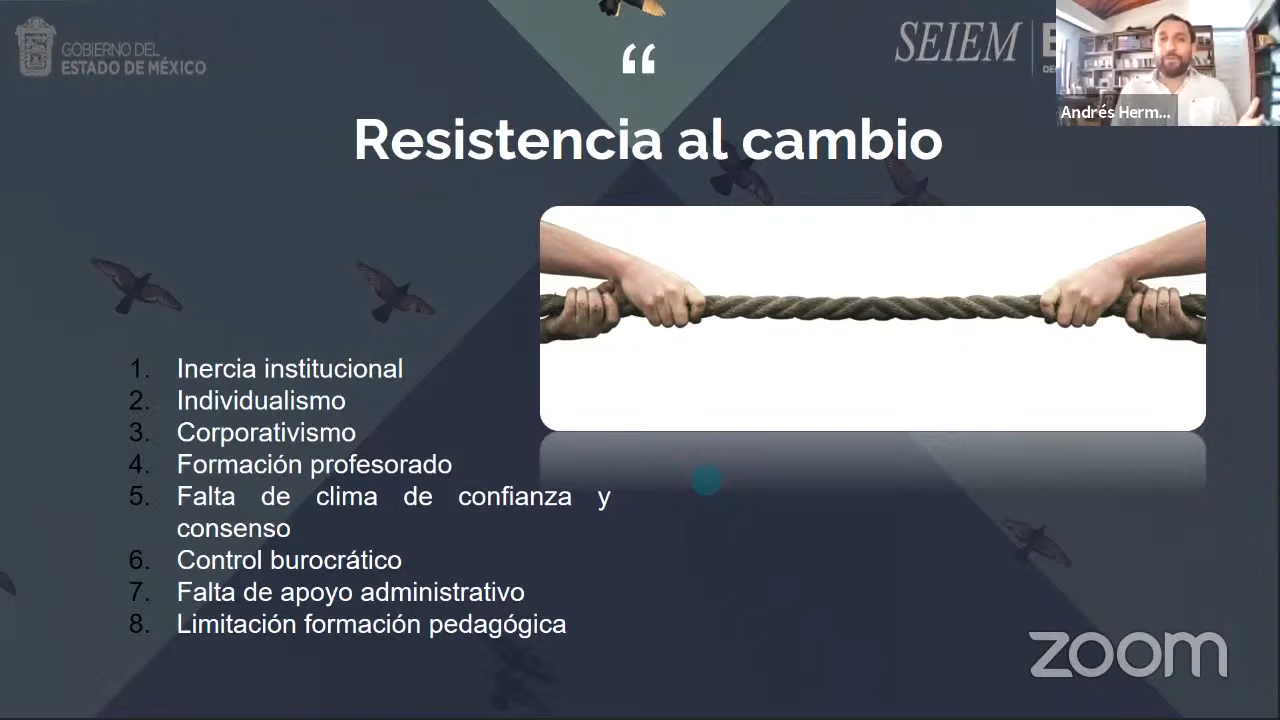 GOBIERNO DEL
ESTADO DE MÉXICO
SEIEM
“
Andrés Herm...
Resistencia al cambio
1. Inercia institucional
2. Individualismo
3. Corporativismo
4. Formación profesorado
5. Falta de clima de confianza y
consenso
6. Control burocrático
7. Falta de apoyo administrativo
8. Limitación formación pedagógica
zoom